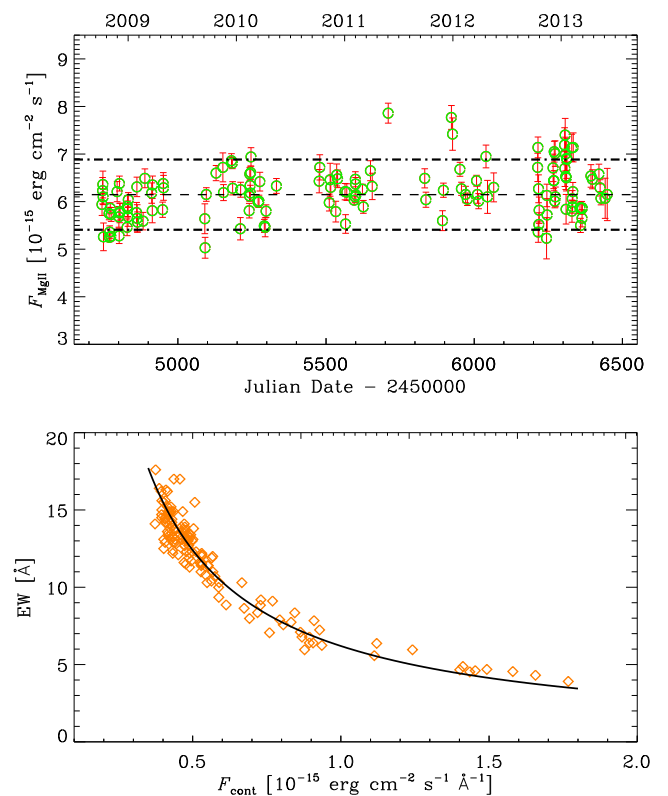 2009 2010 2011 2012 2013
9
8
7
6
5
4
3
F_MgII [10⁻¹⁵ erg cm⁻² s⁻¹]
5000 5500 6000 6500
Julian Date − 2450000
20
15
10
5
0
EW [Å]
0.5 1.0 1.5 2.0
F_cont [10⁻¹⁵ erg cm⁻² s⁻¹ Å⁻¹]